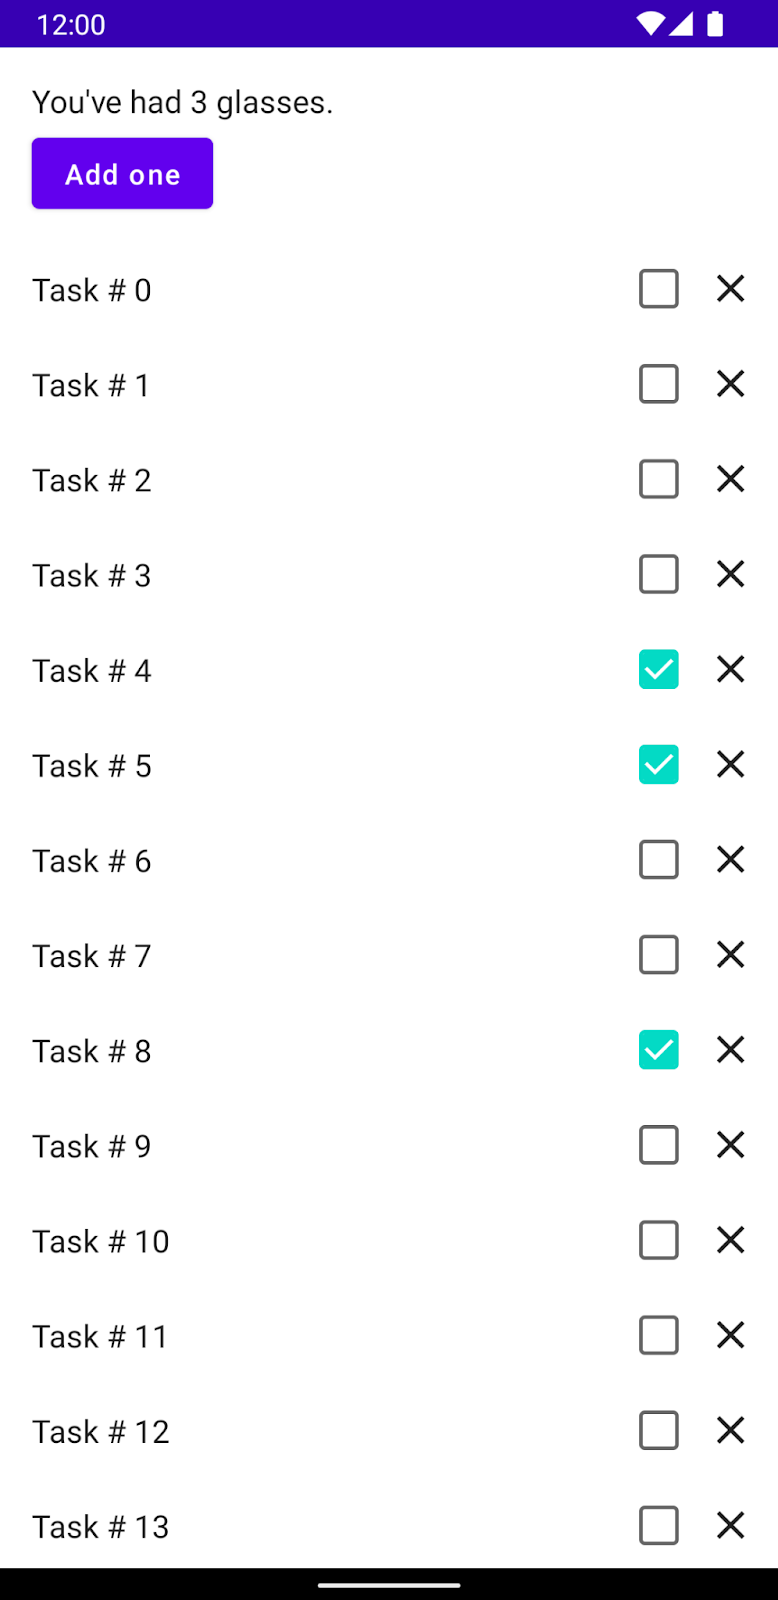 12:00
You've had 3 glasses.
Add one
Task # 0
Task # 1
Task # 2
Task # 3
Task # 4
Task # 5
Task # 6
Task # 7
Task # 8
Task # 9
Task # 10
Task # 11
Task # 12
Task # 13